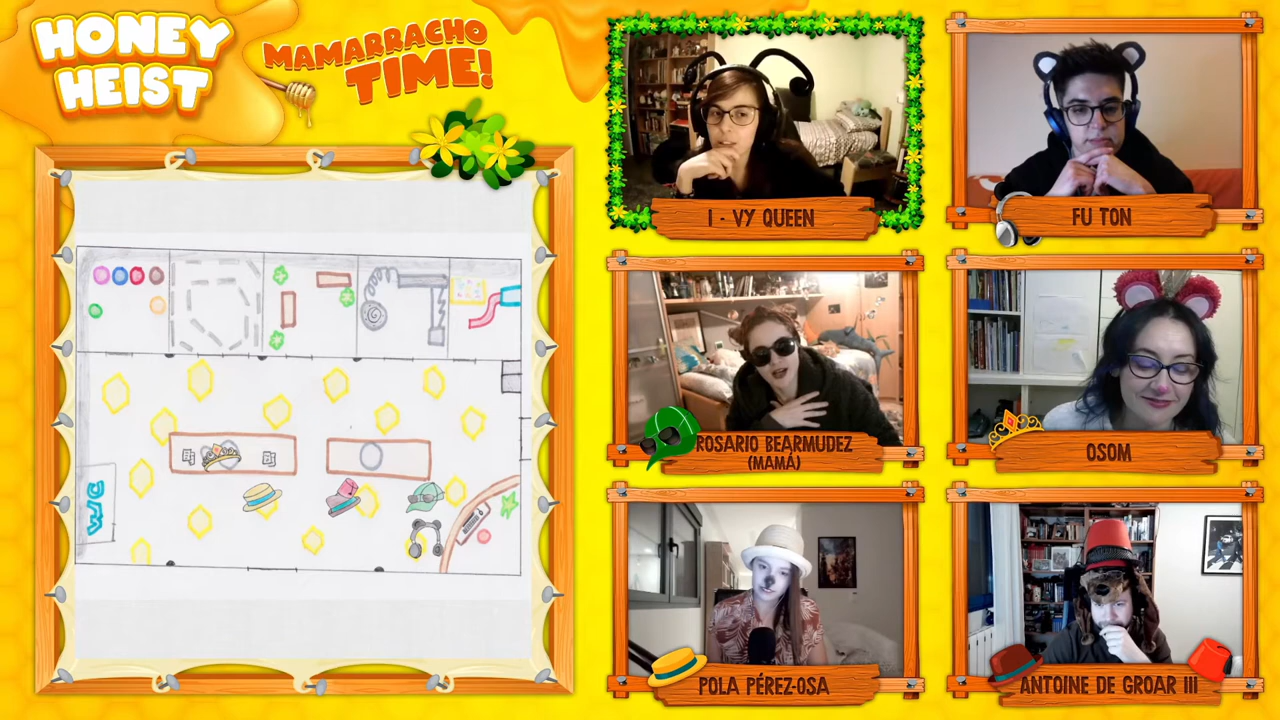 HONEY
HEIST
MAMARRACHO
TIME!
WC
I - VY QUEEN
FU TON
ROSARIO BEARMUDEZ
(MAMÁ)
OSOM
POLA PÉREZ-OSA
ANTOINE DE GROAR III